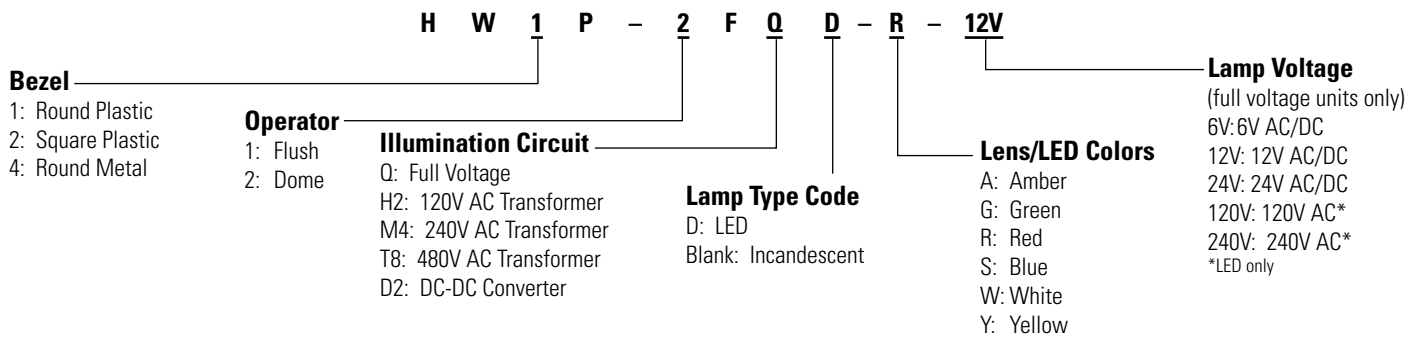 H W 1 P – 2 F Q D – R – 12V
Bezel
1: Round Plastic
2: Square Plastic
4: Round Metal
Operator
1: Flush
2: Dome
Illumination Circuit
Q: Full Voltage
H2: 120V AC Transformer
M4: 240V AC Transformer
T8: 480V AC Transformer
D2: DC-DC Converter
Lamp Type Code
D: LED
Blank: Incandescent
Lens/LED Colors
A: Amber
G: Green
R: Red
S: Blue
W: White
Y: Yellow
Lamp Voltage
(full voltage units only)
6V: 6V AC/DC
12V: 12V AC/DC
24V: 24V AC/DC
120V: 120V AC*
240V: 240V AC*
*LED only